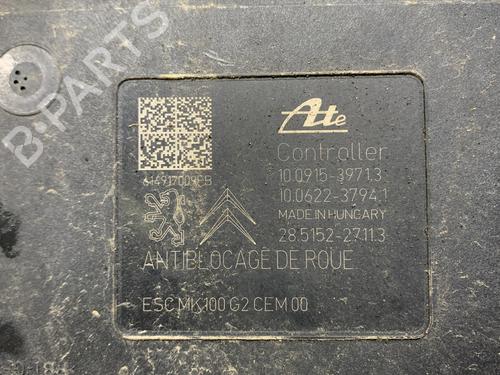 Ate
Controller
10.0915-3971.3
10.0622-3794.1
MADE IN HUNGARY
28.5152-2711.3
ANTIBLOCAGE DE ROUE
ESC MK100 G2 CEM 00
B-PARTS